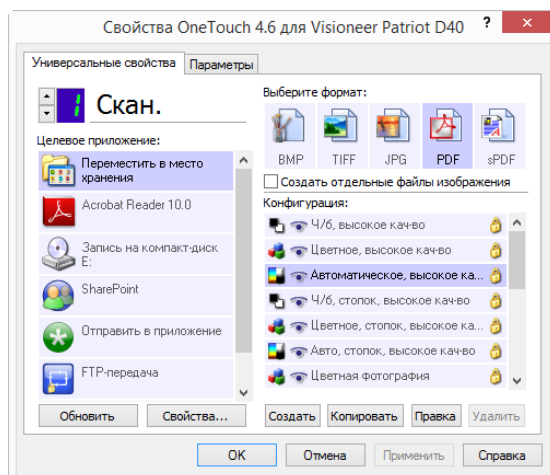 Свойства OneTouch 4.6 для Visioneer Patriot D40 ?
Универсальные свойства Параметры
1 Скан.
Целевое приложение:
Переместить в место
хранения
Acrobat Reader 10.0
Запись на компакт-диск
E:
SharePoint
Отправить в приложение
FTP-передача
Обновить Свойства...
Выберите формат:
BMP TIFF JPG PDF sPDF
Создать отдельные файлы изображения
Конфигурация:
Ч/б, высокое кач-во
Цветное, высокое кач-во
Автоматическое, высокое ка...
Ч/б, стопок, высокое кач-во
Цветное, стопок, высокое ка...
Авто, стопок, высокое кач-во
Цветная фотография
Создать Копировать Правка Удалить
OK Отмена Применить Справка